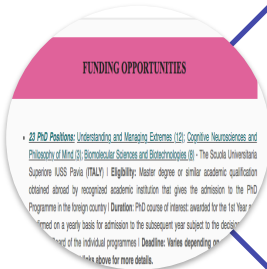 FUNDING OPPORTUNITIES
• 23 PhD Positions: Understanding and Managing Extremes (12); Cognitive Neurosciences and
Philosophy of Mind (3); Biomolecular Sciences and Biotechnologies (8) - The Scuola Universitaria
Superiore IUSS Pavia (ITALY) | Eligibility: Master degree or similar academic qualification
obtained abroad by recognized academic institution that gives the admission to the PhD
Programme in the foreign country | Duration: PhD course of interest awarded for the 1st Year
on a yearly basis for admission to the subsequent year subject to the
of the individual programmes | Deadline: Varies depending on
above for more details.